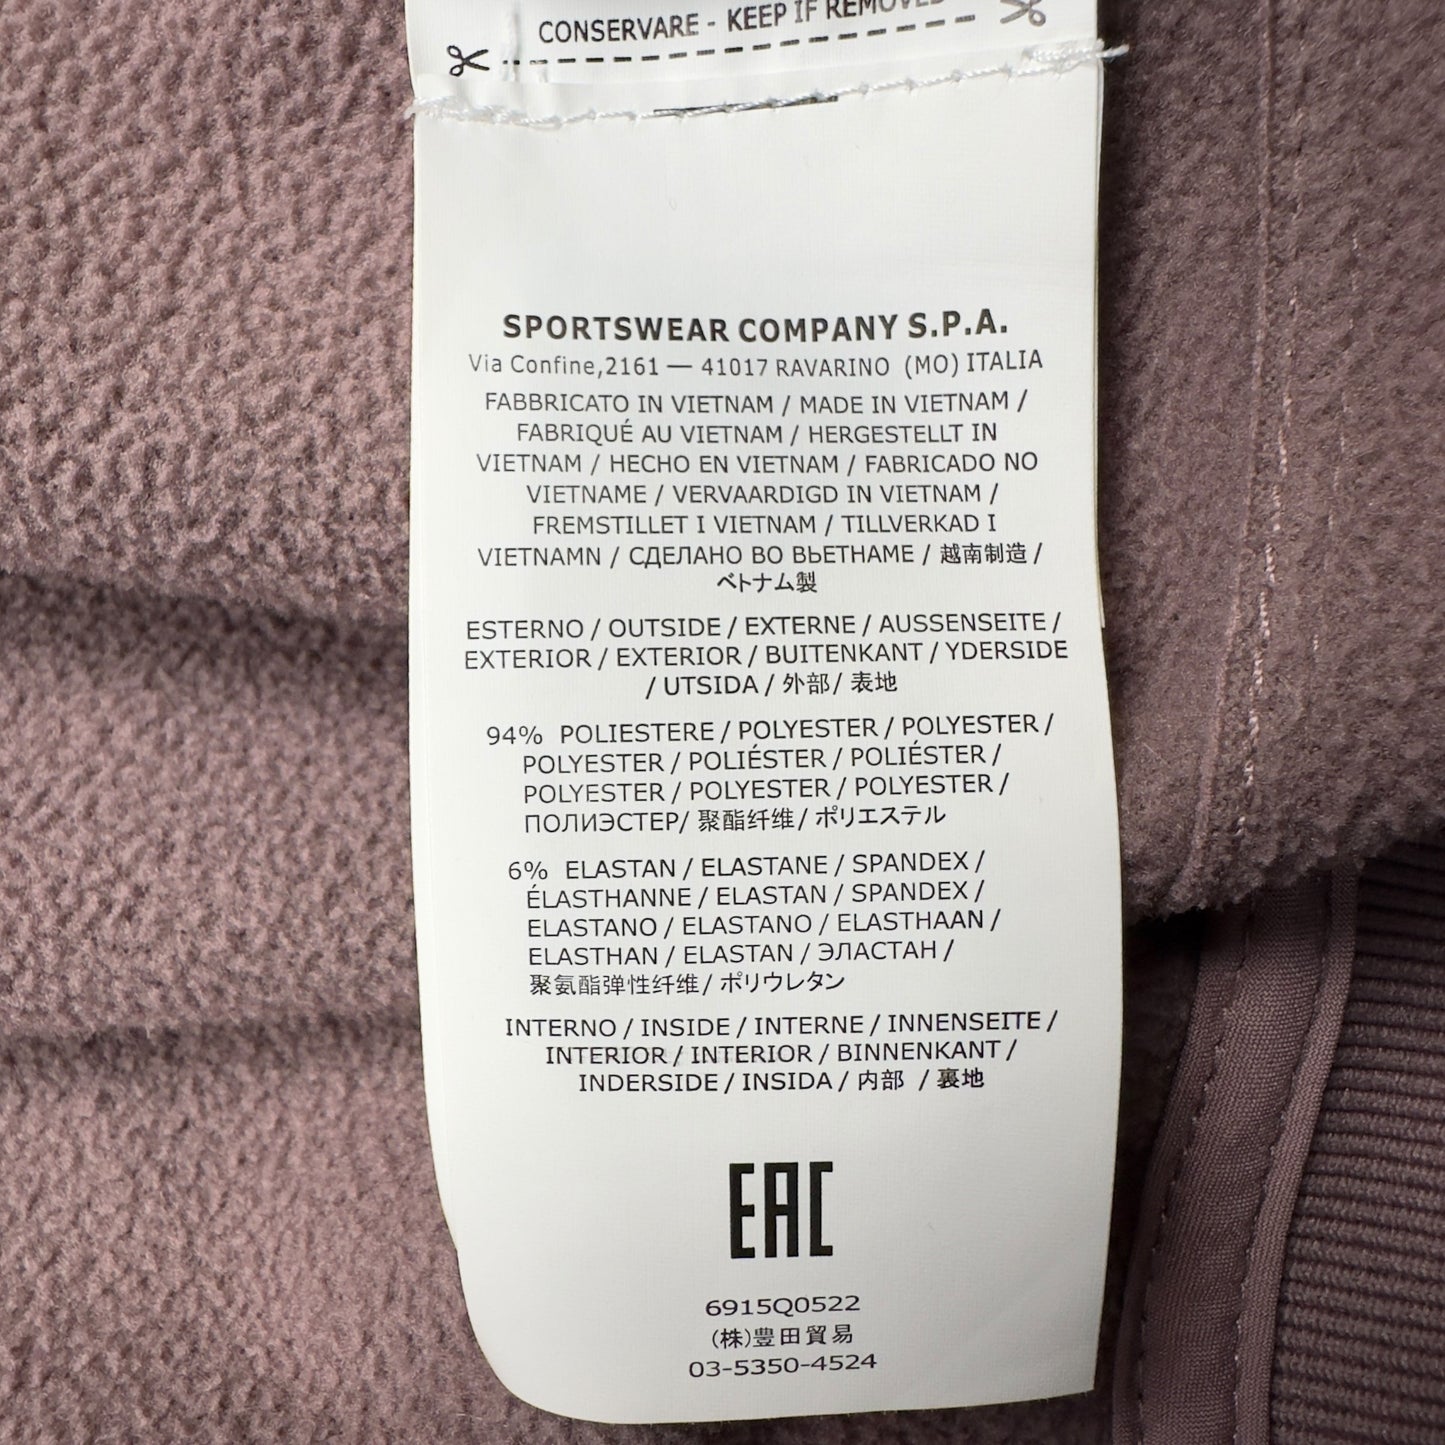 CONSERVARE - KEEP IF REMOVED
SPORTSWEAR COMPANY S.P.A.
Via Confine,2161 — 41017 RAVARINO (MO) ITALIA
FABBRICATO IN VIETNAM / MADE IN VIETNAM /
FABRIQUÉ AU VIETNAM / HERGESTELLT IN
VIETNAM / HECHO EN VIETNAM / FABRICADO NO
VIETNAME / VERVAARDIGD IN VIETNAM /
FREMSTILLET I VIETNAM / TILLVERKAD I
VIETNAMN / СДЕЛАНО ВО ВЬЕТНАМЕ / 越南制造 /
ベトナム製
ESTERNO / OUTSIDE / EXTERNE / AUSSENSEITE /
EXTERIOR / EXTERIOR / BUITENKANT / YDERSIDE
/ UTSIDA / 外部/ 表地
94% POLIESTERE / POLYESTER / POLYESTER /
POLYESTER / POLIÉSTER / POLIÉSTER /
POLYESTER / POLYESTER / POLYESTER /
ПОЛИЭСТЕР/ 聚酯纤维/ ポリエステル
6% ELASTAN / ELASTANE / SPANDEX /
ÉLASTHANNE / ELASTAN / SPANDEX /
ELASTANO / ELASTANO / ELASTHAAN /
ELASTHAN / ELASTAN / ЭЛАСТАН /
聚氨酯弹性纤维/ ポリウレタン
INTERNO / INSIDE / INTERNE / INNENSEITE /
INTERIOR / INTERIOR / BINNENKANT /
INDERSIDE / INSIDA / 内部 / 裏地
EAC
6915Q0522
(株)豊田貿易
03-5350-4524